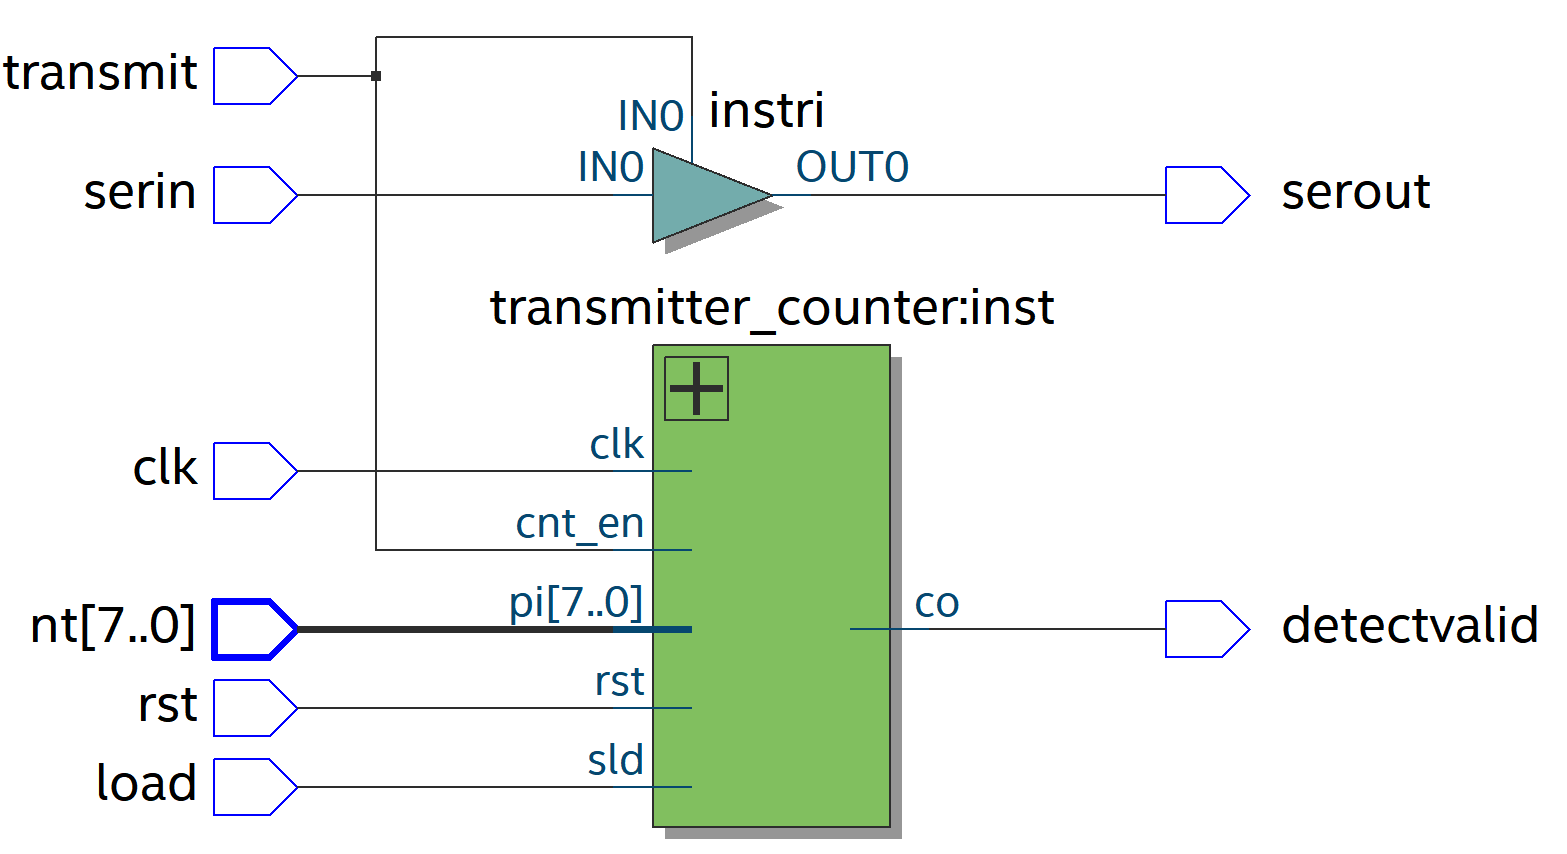 transmit
IN0
instri
serin
IN0
OUT0
serout
transmitter_counter:inst
clk
clk
cnt_en
nt[7..0]
pi[7..0]
co
detectvalid
rst
rst
load
sld